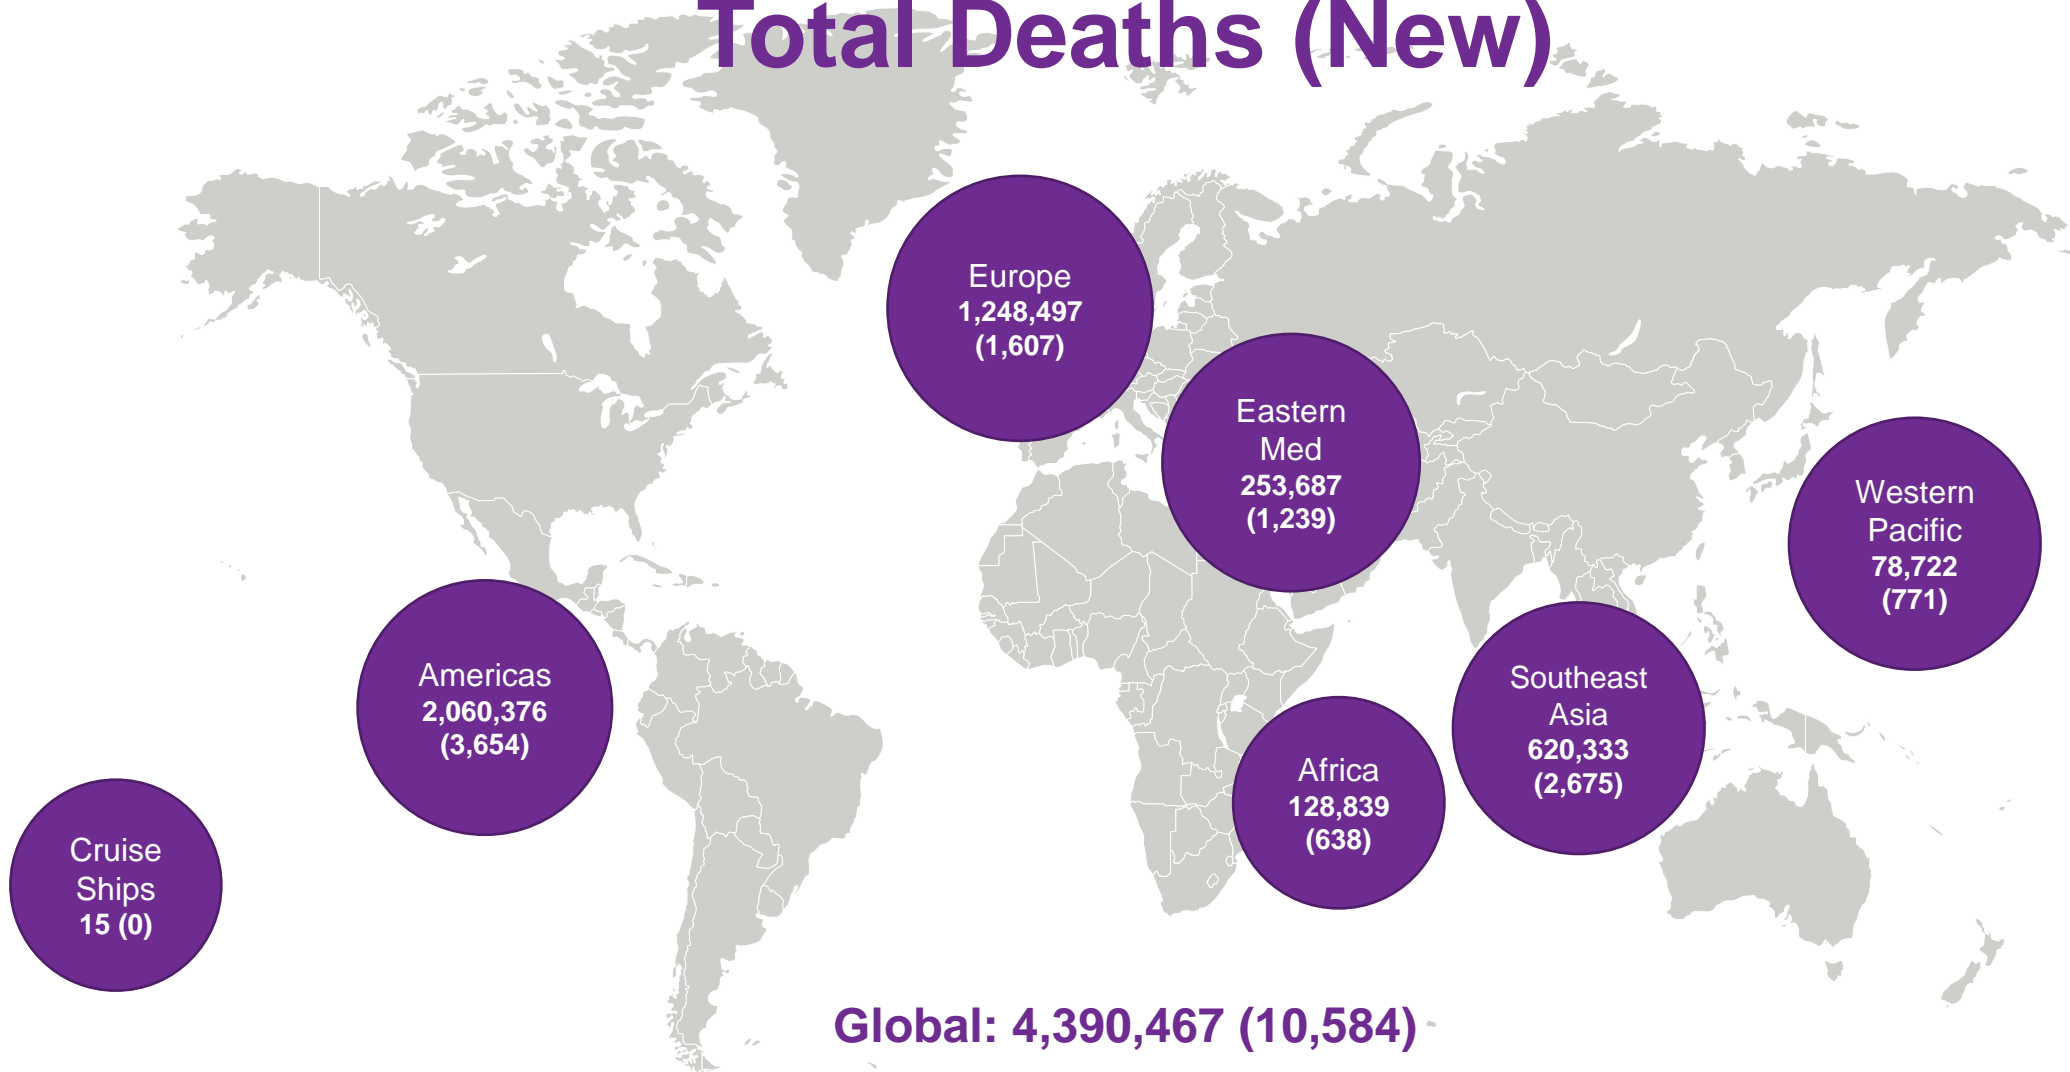 Total Deaths (New)
Europe
1,248,497
(1,607)
Eastern
Med
253,687
(1,239)
Western
Pacific
78,722
(771)
Americas
2,060,376
(3,654)
Southeast
Asia
620,333
(2,675)
Africa
128,839
(638)
Cruise
Ships
15 (0)
Global: 4,390,467 (10,584)